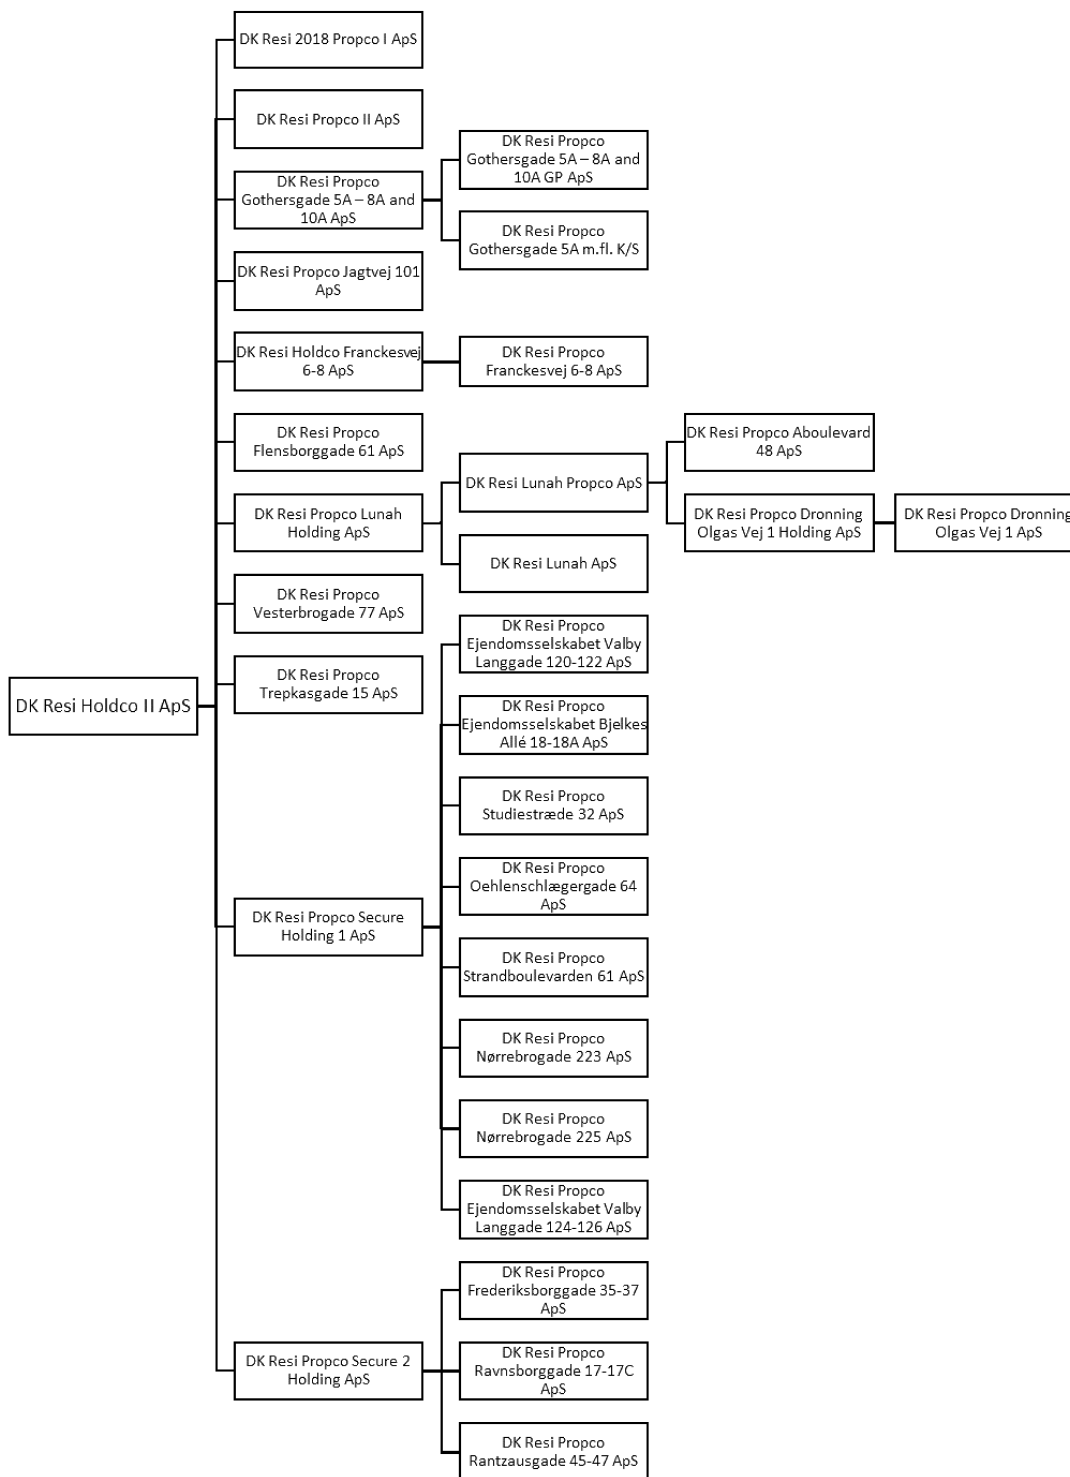 DK Resi 2018 Propco I ApS
DK Resi Propco II ApS
DK Resi Propco
Gothersgade 5A – 8A and
10A GP ApS
DK Resi Propco
Gothersgade 5A – 8A and
10A ApS
DK Resi Propco
Gothersgade 5A m.fl. K/S
DK Resi Propco Jagtvej 101
ApS
DK Resi Holdco Franckesvej
6-8 ApS
DK Resi Propco
Franckesvej 6-8 ApS
DK Resi Propco
Flensborggade 61 ApS
DK Resi Propco Aboulevard
48 ApS
DK Resi Lunah Propco ApS
DK Resi Propco Lunah
Holding ApS
DK Resi Propco Dronning
Olgas Vej 1 Holding ApS
DK Resi Propco Dronning
Olgas Vej 1 ApS
DK Resi Lunah ApS
DK Resi Propco
Vesterbrogade 77 ApS
DK Resi Propco
Ejendomsselskabet Valby
Langgade 120-122 ApS
DK Resi Propco
Trepkasgade 15 ApS
DK Resi Holdco II ApS
DK Resi Propco
Ejendomsselskabet Bjelkes
Allé 18-18A ApS
DK Resi Propco
Studiestræde 32 ApS
DK Resi Propco
Oehlenschlægergade 64
ApS
DK Resi Propco Secure
Holding 1 ApS
DK Resi Propco
Strandboulevarden 61 ApS
DK Resi Propco
Nørrebrogade 223 ApS
DK Resi Propco
Nørrebrogade 225 ApS
DK Resi Propco
Ejendomsselskabet Valby
Langgade 124-126 ApS
DK Resi Propco
Frederiksborggade 35-37
ApS
DK Resi Propco Secure 2
Holding ApS
DK Resi Propco
Ravnsborggade 17-17C
ApS
DK Resi Propco
Rantzausgade 45-47 ApS